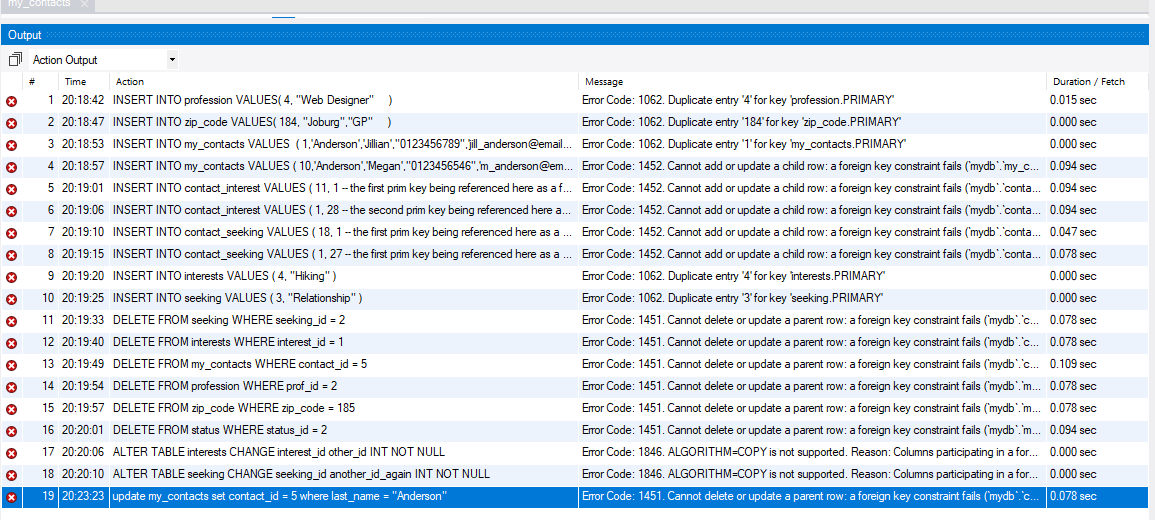 my_contacts
Output
Action Output
# Time Action Message Duration / Fetch
1 20:18:42 INSERT INTO profession VALUES( 4, "Web Designer" ) Error Code: 1062. Duplicate entry '4' for key 'profession.PRIMARY' 0.015 sec
2 20:18:47 INSERT INTO zip_code VALUES( 184, "Joburg","GP" ) Error Code: 1062. Duplicate entry '184' for key 'zip_code.PRIMARY' 0.000 sec
3 20:18:53 INSERT INTO my_contacts VALUES ( 1,'Anderson','Jillian',"0123456789",'jill_anderson@email... Error Code: 1062. Duplicate entry '1' for key 'my_contacts.PRIMARY' 0.000 sec
4 20:18:57 INSERT INTO my_contacts VALUES ( 10,'Anderson','Megan',"0123456546",'m_anderson@em... Error Code: 1452. Cannot add or update a child row: a foreign key constraint fails (`mydb`.`my_c... 0.094 sec
5 20:19:01 INSERT INTO contact_interest VALUES ( 11, 1 -- the first prim key being referenced here as a f... Error Code: 1452. Cannot add or update a child row: a foreign key constraint fails (`mydb`.`conta... 0.094 sec
6 20:19:06 INSERT INTO contact_interest VALUES ( 1, 28 -- the second prim key being referenced here a... Error Code: 1452. Cannot add or update a child row: a foreign key constraint fails (`mydb`.`conta... 0.094 sec
7 20:19:10 INSERT INTO contact_seeking VALUES ( 18, 1 -- the first prim key being referenced here as a ... Error Code: 1452. Cannot add or update a child row: a foreign key constraint fails (`mydb`.`conta... 0.047 sec
8 20:19:15 INSERT INTO contact_seeking VALUES ( 1, 27 -- the first prim key being referenced here as a ... Error Code: 1452. Cannot add or update a child row: a foreign key constraint fails (`mydb`.`conta... 0.078 sec
9 20:19:20 INSERT INTO interests VALUES ( 4, "Hiking" ) Error Code: 1062. Duplicate entry '4' for key 'interests.PRIMARY' 0.000 sec
10 20:19:25 INSERT INTO seeking VALUES ( 3, "Relationship" ) Error Code: 1062. Duplicate entry '3' for key 'seeking.PRIMARY' 0.000 sec
11 20:19:33 DELETE FROM seeking WHERE seeking_id = 2 Error Code: 1451. Cannot delete or update a parent row: a foreign key constraint fails (`mydb`.`c... 0.078 sec
12 20:19:40 DELETE FROM interests WHERE interest_id = 1 Error Code: 1451. Cannot delete or update a parent row: a foreign key constraint fails (`mydb`.`c... 0.078 sec
13 20:19:49 DELETE FROM my_contacts WHERE contact_id = 5 Error Code: 1451. Cannot delete or update a parent row: a foreign key constraint fails (`mydb`.`c... 0.109 sec
14 20:19:54 DELETE FROM profession WHERE prof_id = 2 Error Code: 1451. Cannot delete or update a parent row: a foreign key constraint fails (`mydb`.`m... 0.078 sec
15 20:19:57 DELETE FROM zip_code WHERE zip_code = 185 Error Code: 1451. Cannot delete or update a parent row: a foreign key constraint fails (`mydb`.`m... 0.078 sec
16 20:20:01 DELETE FROM status WHERE status_id = 2 Error Code: 1451. Cannot delete or update a parent row: a foreign key constraint fails (`mydb`.`m... 0.094 sec
17 20:20:06 ALTER TABLE interests CHANGE interest_id other_id INT NOT NULL Error Code: 1846. ALGORITHM=COPY is not supported. Reason: Columns participating in a for... 0.000 sec
18 20:20:10 ALTER TABLE seeking CHANGE seeking_id another_id_again INT NOT NULL Error Code: 1846. ALGORITHM=COPY is not supported. Reason: Columns participating in a for... 0.000 sec
19 20:23:23 update my_contacts set contact_id = 5 where last_name = "Anderson" Error Code: 1451. Cannot delete or update a parent row: a foreign key constraint fails (`mydb`.`c... 0.078 sec